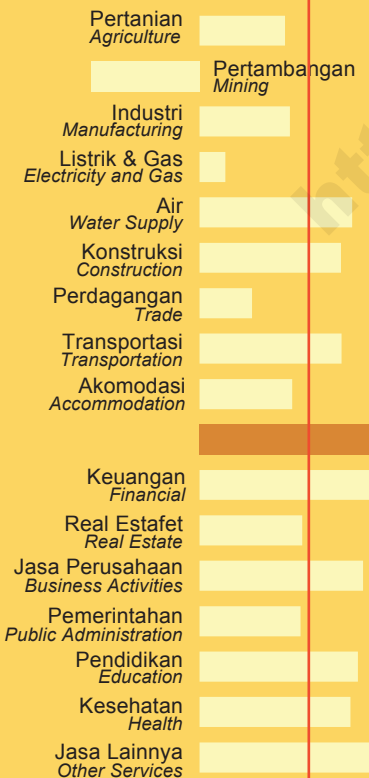 Pertanian
Agriculture
Pertambangan
Mining
Industri
Manufacturing
Listrik & Gas
Electricity and Gas
Air
Water Supply
Konstruksi
Construction
Perdagangan
Trade
Transportasi
Transportation
Akomodasi
Accommodation
Keuangan
Financial
Real Estafet
Real Estate
Jasa Perusahaan
Business Activities
Pemerintahan
Public Administration
Pendidikan
Education
Kesehatan
Health
Jasa Lainnya
Other Services